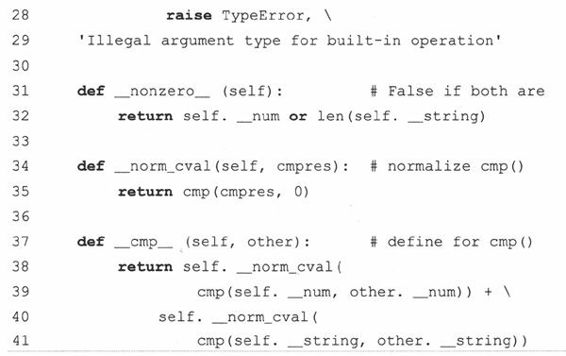 28 raise TypeError, \
29 'Illegal argument type for built-in operation'
30
31 def __nonzero__ (self): # False if both are
32 return self. __num or len(self. __string)
33
34 def __norm_cval(self, cmpres): # normalize cmp()
35 return cmp(cmpres, 0)
36
37 def __cmp__ (self, other): # define for cmp()
38 return self. __norm_cval(
39 cmp(self. __num, other. __num)) + \
40 self. __norm_cval(
41 cmp(self. __string, other. __string))